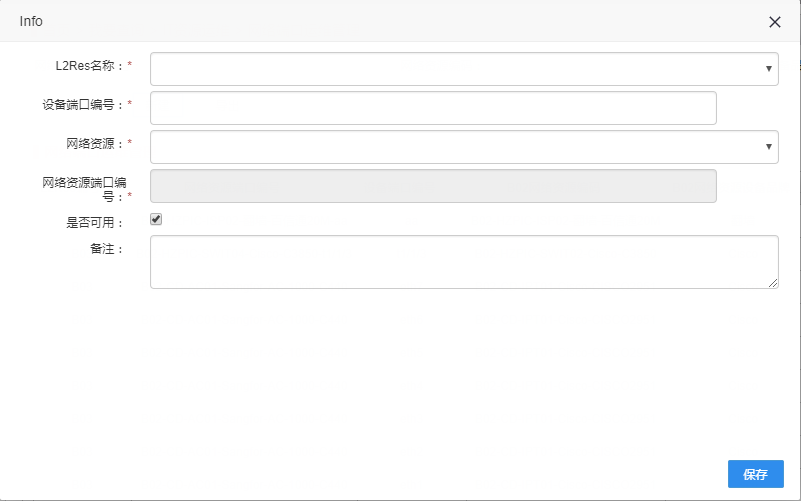 Info
L2Res名称：*
设备端口编号：*
网络资源：*
网络资源端口编
号：*
是否可用：
备注：
保存